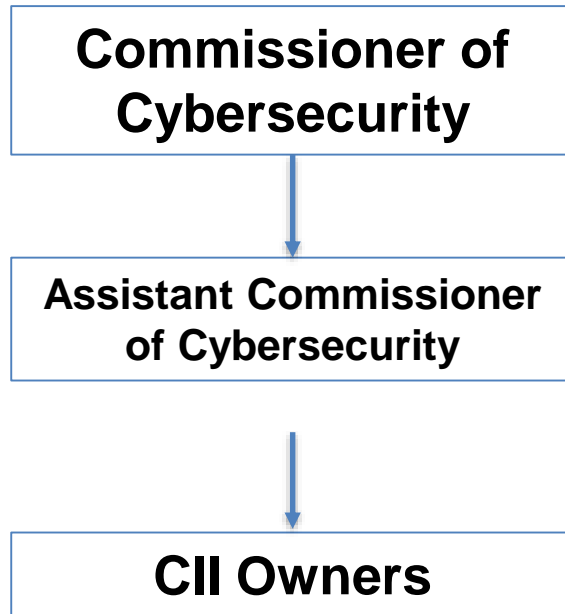 Commissioner of
Cybersecurity
Assistant Commissioner
of Cybersecurity
CII Owners